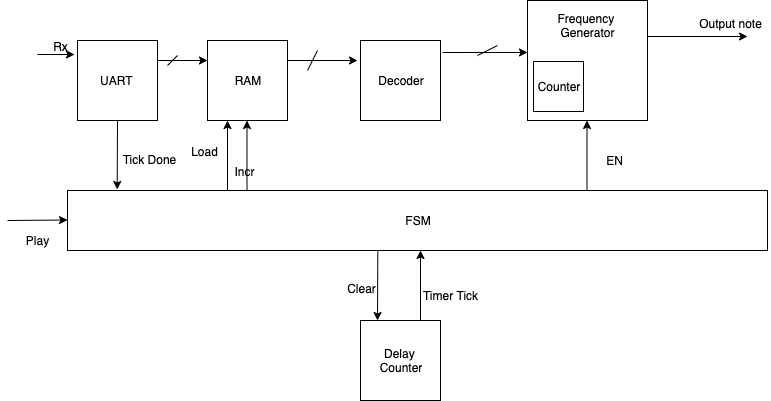 Rx
UART
RAM
Decoder
Frequency
Generator
Counter
Output note
Tick Done
Load
Incr
EN
Play
FSM
Clear
Timer Tick
Delay
Counter